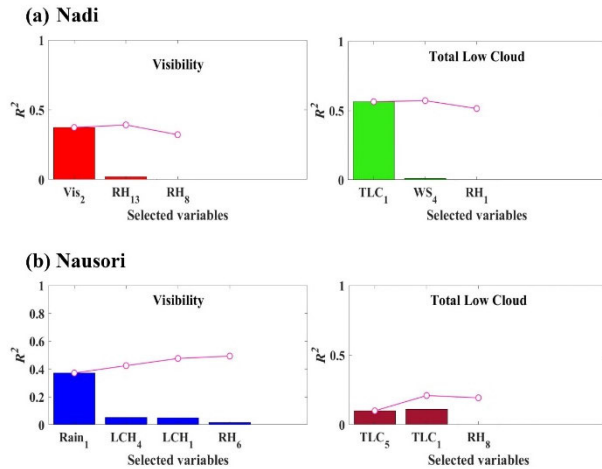 (a) Nadi
Visibility
R²
1
0.5
0
Vis₂ RH₁₃ RH₈
Selected variables
Total Low Cloud
R²
1
0.5
0
TLC₁ WS₄ RH₁
Selected variables
(b) Nausori
Visibility
R²
1
0.8
0.6
0.4
0.2
0
Rain₁ LCH₄ LCH₁ RH₆
Selected variables
Total Low Cloud
R²
1
0.5
0
TLC₅ TLC₁ RH₈
Selected variables